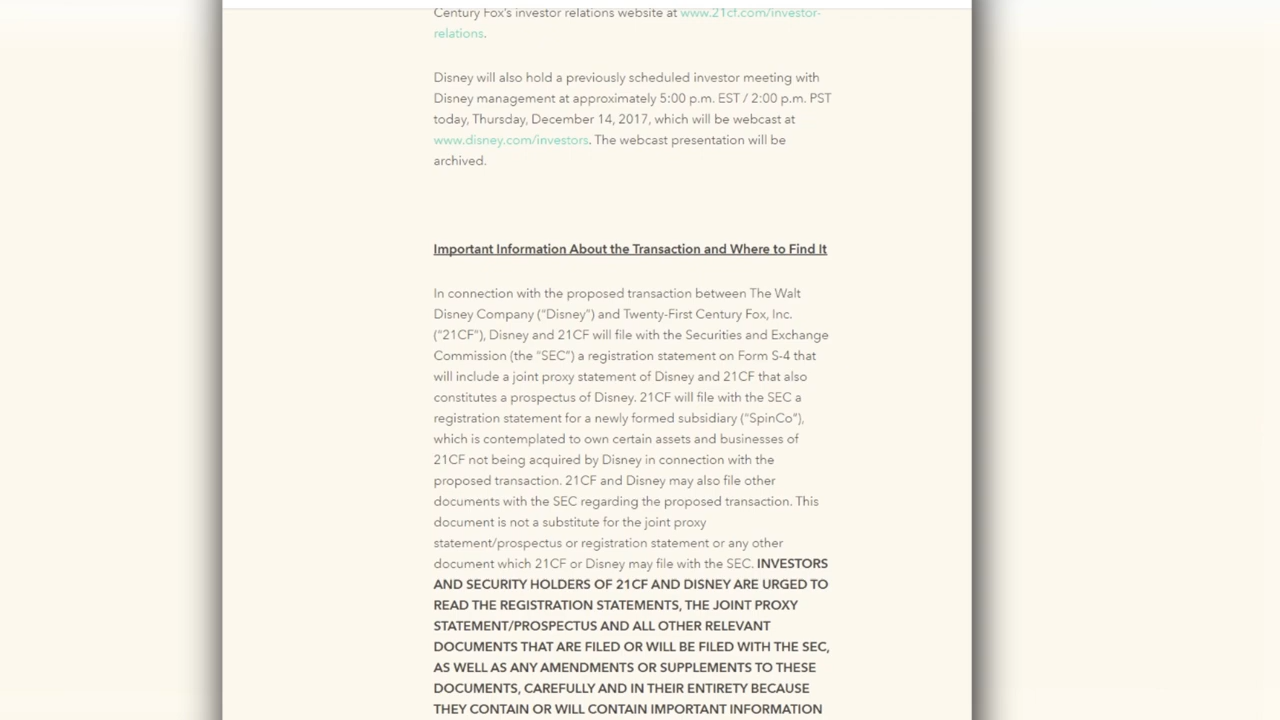 Century Fox's investor relations website at www.21cf.com/investor-
relations.
Disney will also hold a previously scheduled investor meeting with
Disney management at approximately 5:00 p.m. EST / 2:00 p.m. PST
today, Thursday, December 14, 2017, which will be webcast at
www.disney.com/investors. The webcast presentation will be
archived.
Important Information About the Transaction and Where to Find It
In connection with the proposed transaction between The Walt
Disney Company (“Disney”) and Twenty-First Century Fox, Inc.
(“21CF”), Disney and 21CF will file with the Securities and Exchange
Commission (the “SEC”) a registration statement on Form S-4 that
will include a joint proxy statement of Disney and 21CF that also
constitutes a prospectus of Disney. 21CF will file with the SEC a
registration statement for a newly formed subsidiary (“SpinCo”),
which is contemplated to own certain assets and businesses of
21CF not being acquired by Disney in connection with the
proposed transaction. 21CF and Disney may also file other
documents with the SEC regarding the proposed transaction. This
document is not a substitute for the joint proxy
statement/prospectus or registration statement or any other
document which 21CF or Disney may file with the SEC. INVESTORS
AND SECURITY HOLDERS OF 21CF AND DISNEY ARE URGED TO
READ THE REGISTRATION STATEMENTS, THE JOINT PROXY
STATEMENT/PROSPECTUS AND ALL OTHER RELEVANT
DOCUMENTS THAT ARE FILED OR WILL BE FILED WITH THE SEC,
AS WELL AS ANY AMENDMENTS OR SUPPLEMENTS TO THESE
DOCUMENTS, CAREFULLY AND IN THEIR ENTIRETY BECAUSE
THEY CONTAIN OR WILL CONTAIN IMPORTANT INFORMATION